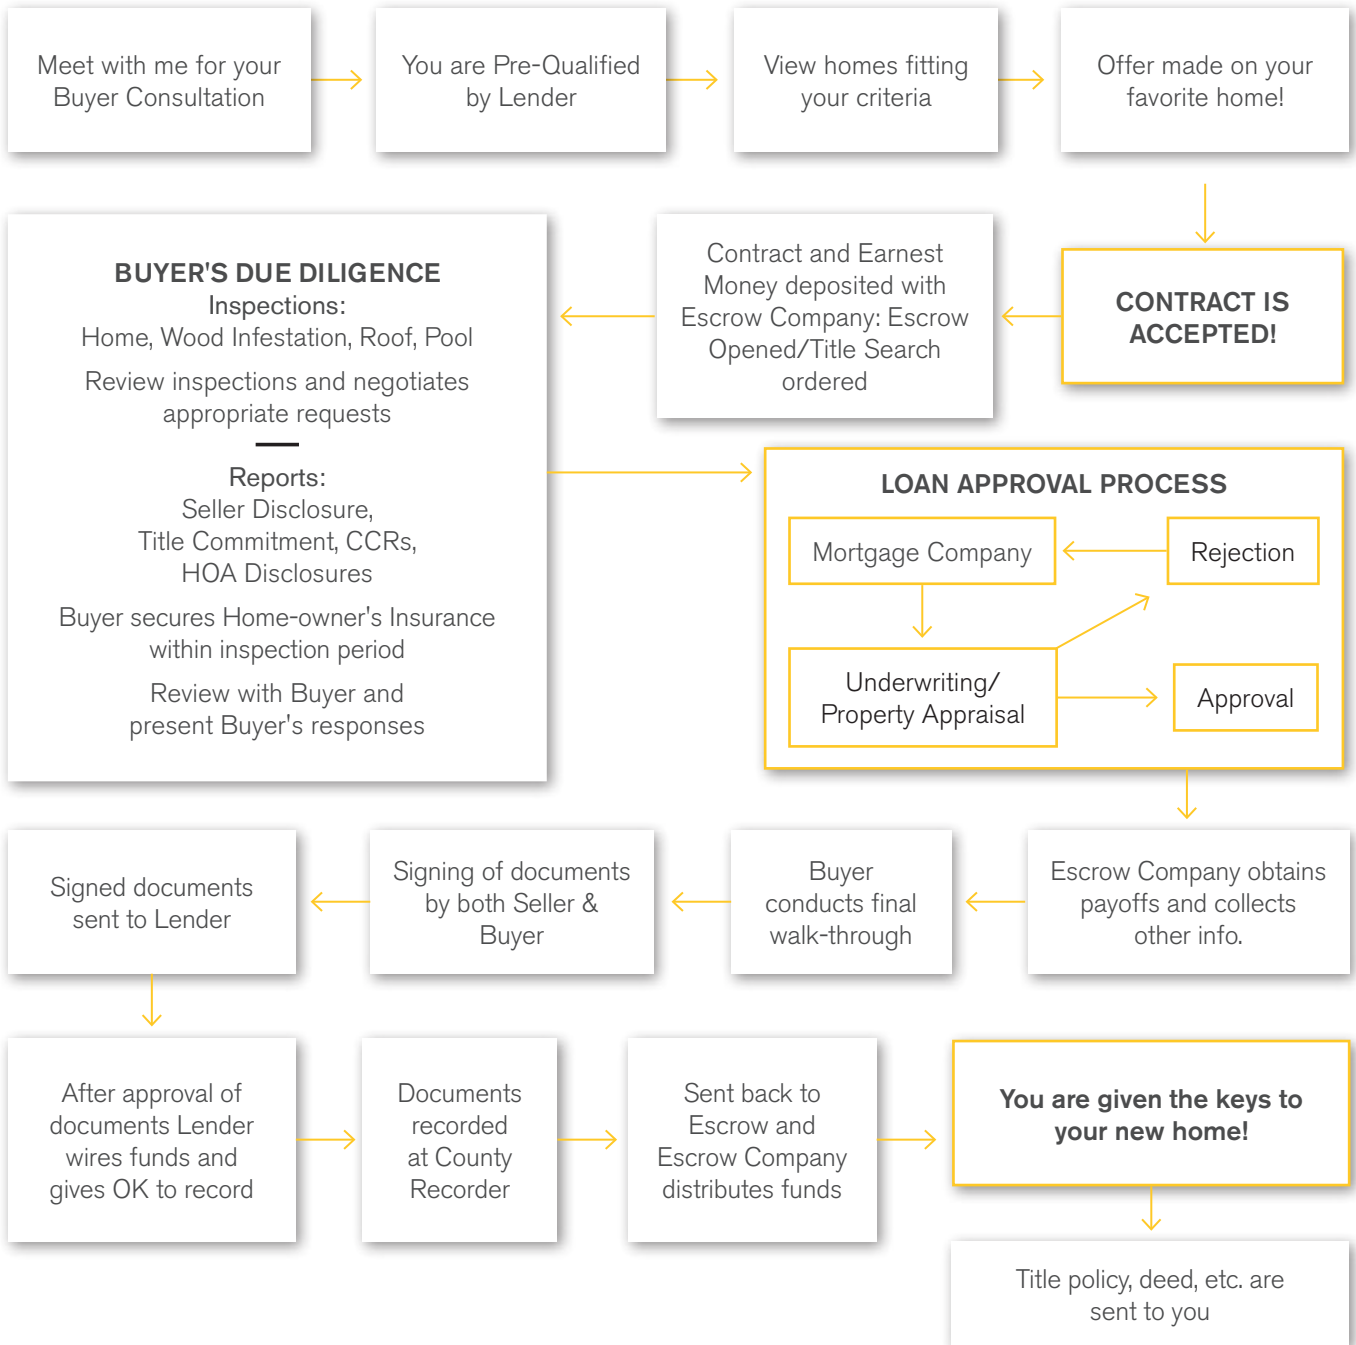 Meet with me for your
Buyer Consultation
You are Pre-Qualified
by Lender
View homes fitting
your criteria
Offer made on your
favorite home!
CONTRACT IS
ACCEPTED!
Contract and Earnest
Money deposited with
Escrow Company: Escrow
Opened/Title Search
ordered
BUYER'S DUE DILIGENCE
Inspections:
Home, Wood Infestation, Roof, Pool
Review inspections and negotiates
appropriate requests
Reports:
Seller Disclosure,
Title Commitment, CCRs,
HOA Disclosures
Buyer secures Home-owner's Insurance
within inspection period
Review with Buyer and
present Buyer's responses
LOAN APPROVAL PROCESS
Mortgage Company
Rejection
Underwriting/
Property Appraisal
Approval
Escrow Company obtains
payoffs and collects
other info.
Buyer
conducts final
walk-through
Signing of documents
by both Seller &
Buyer
Signed documents
sent to Lender
After approval of
documents Lender
wires funds and
gives OK to record
Documents
recorded
at County
Recorder
Sent back to
Escrow and
Escrow Company
distributes funds
You are given the keys to
your new home!
Title policy, deed, etc. are
sent to you